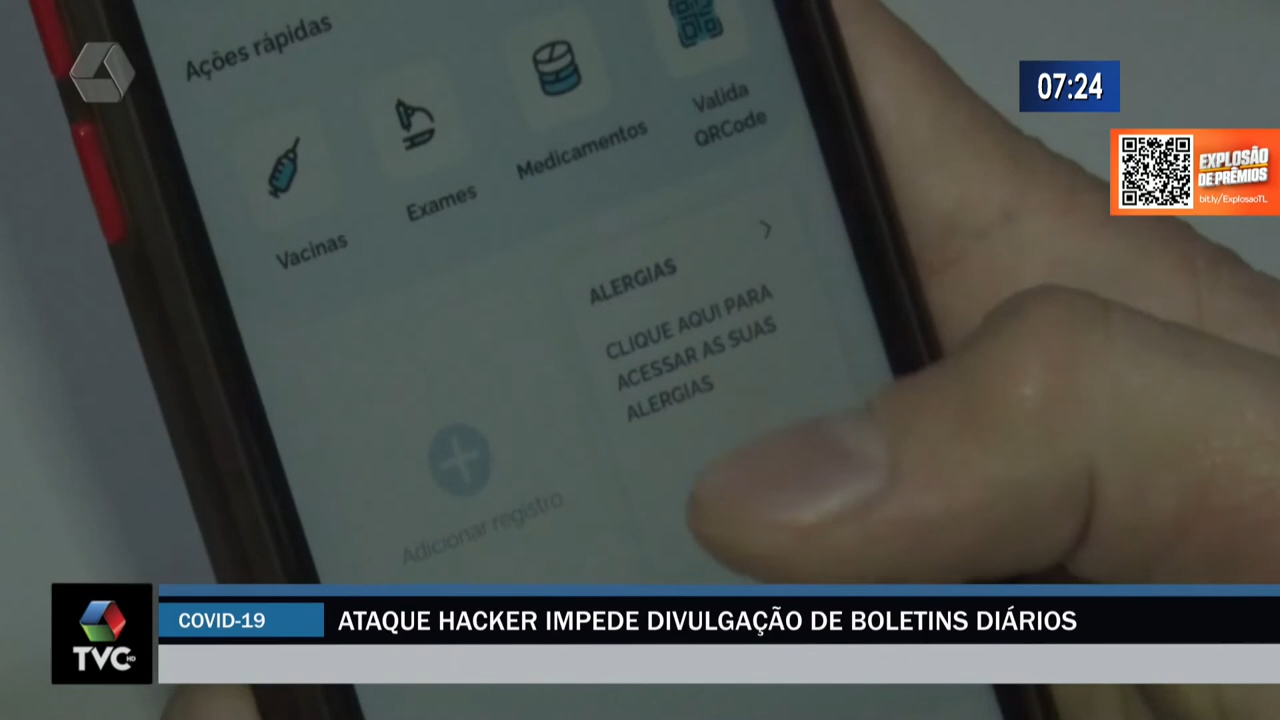 Ações rápidas
07:24
Valida
QRCode
Medicamentos
Exames
Vacinas
EXPLOSÃO
DE PRÊMIOS
bit.ly/ExplosaoTL
ALERGIAS
CLIQUE AQUI PARA
ACESSAR AS SUAS
ALERGIAS
Adicionar registro
COVID-19
ATAQUE HACKER IMPEDE DIVULGAÇÃO DE BOLETINS DIÁRIOS
TVC HD